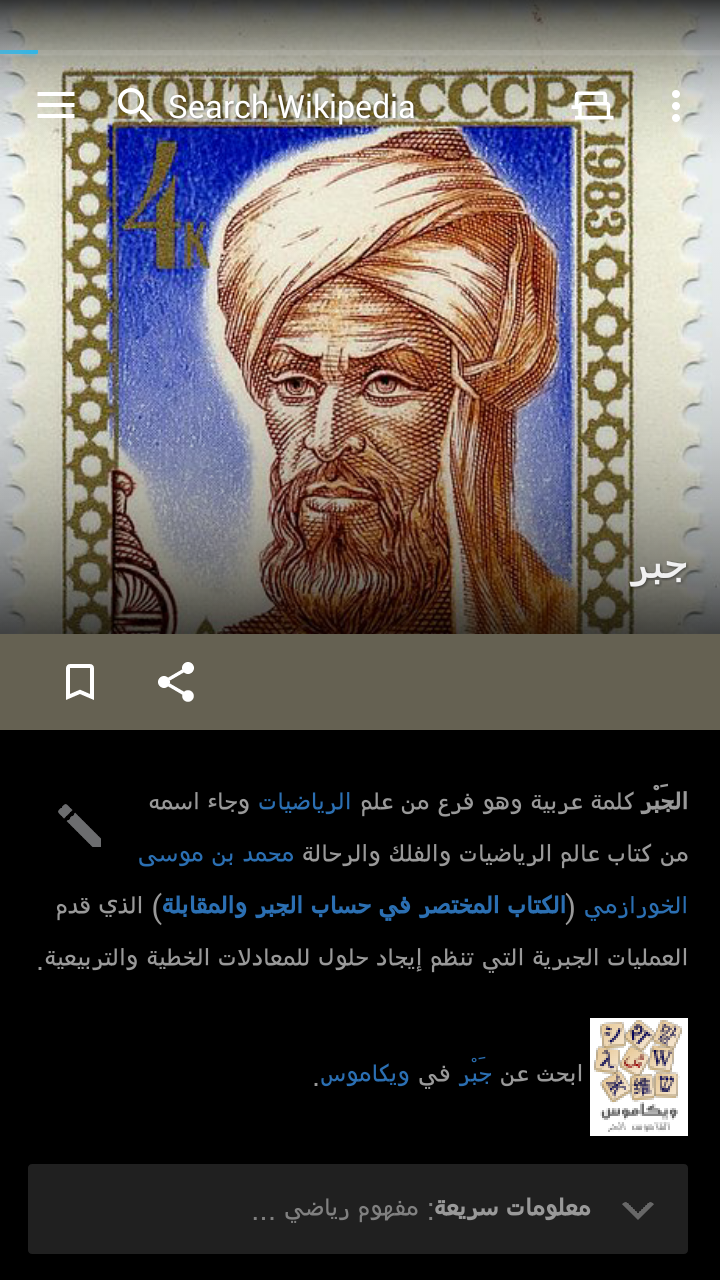 ПОЧТА СССР
Search Wikipedia
4к
1983
جبر
الجَبْر كلمة عربية وهو فرع من علم الرياضيات وجاء اسمه
من كتاب عالم الرياضيات والفلك والرحالة محمد بن موسى
الخورازمي (الكتاب المختصر في حساب الجبر والمقابلة) الذي قدم
العمليات الجبرية التي تنظم إيجاد حلول للمعادلات الخطية والتربيعية.
ابحث عن جَبْر في ويكاموس.
ويكاموس
معلومات سريعة: مفهوم رياضي ...